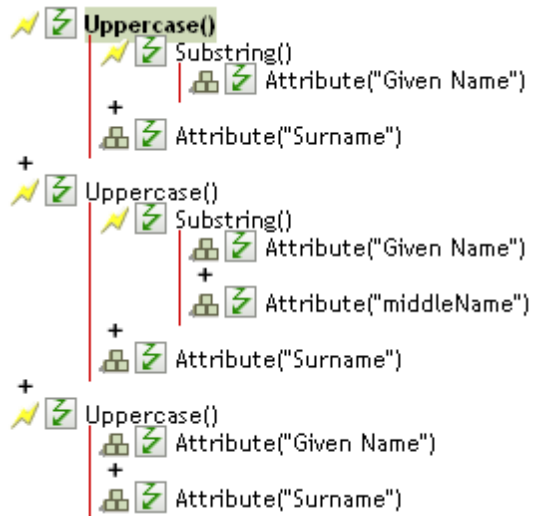 Uppercase()
Substring()
Attribute("Given Name")
+
Attribute("Surname")
+
Uppercase()
Substring()
Attribute("Given Name")
+
Attribute("middleName")
+
Attribute("Surname")
+
Uppercase()
Attribute("Given Name")
+
Attribute("Surname")